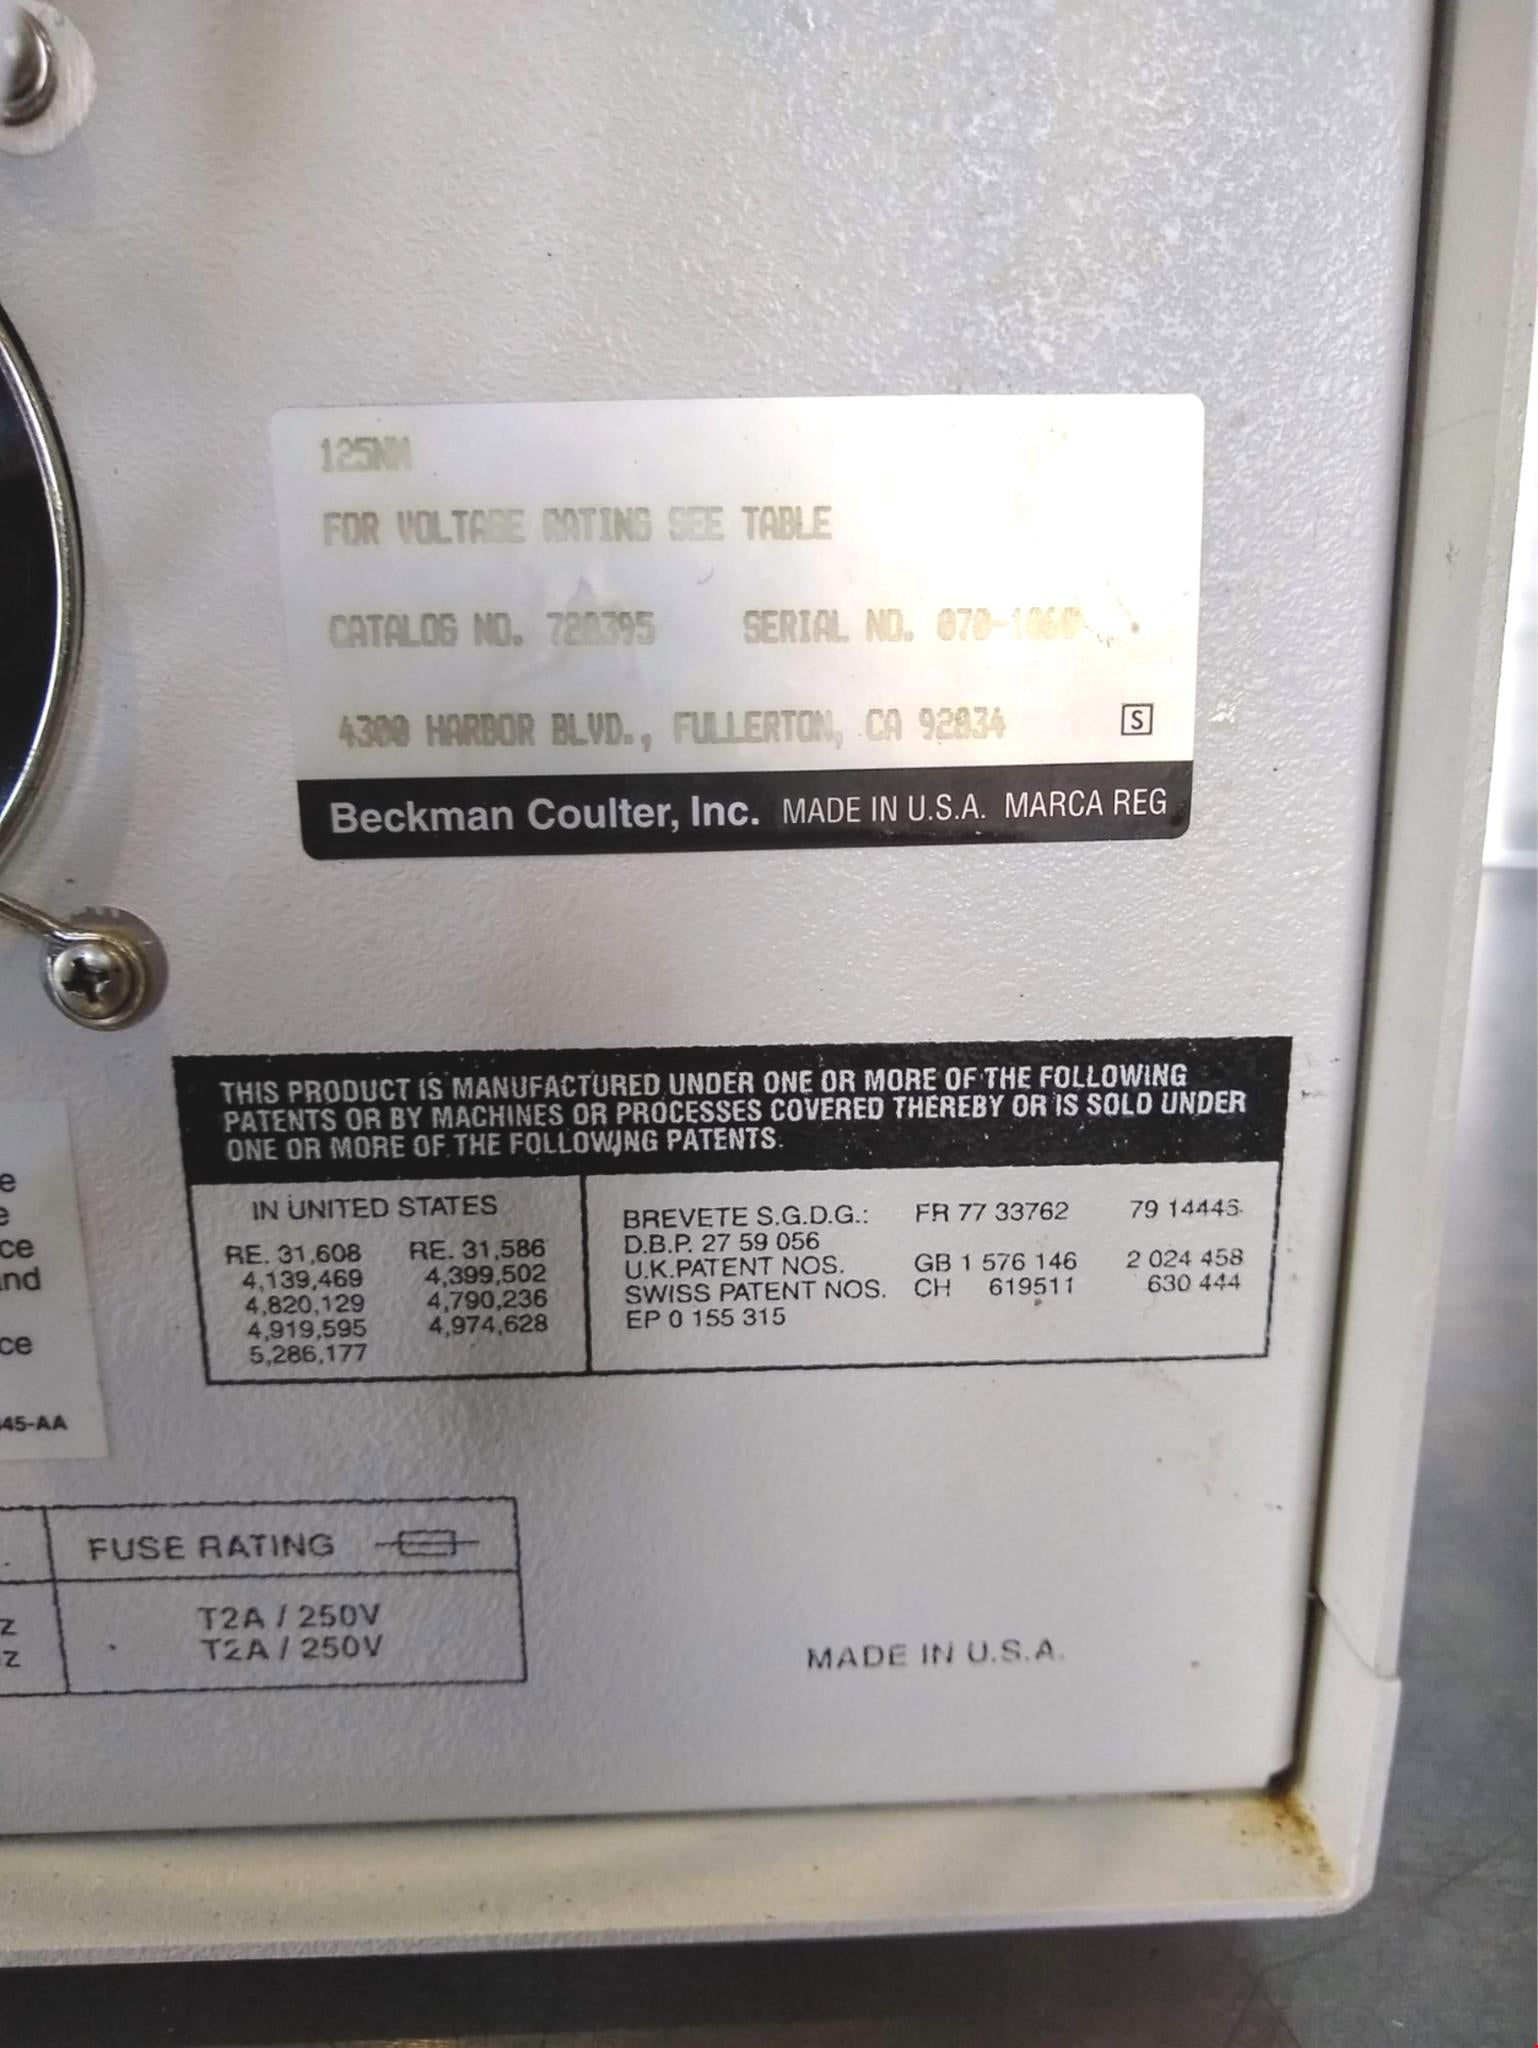 125NM
FOR VOLTAGE RATING SEE TABLE
CATALOG NO. 728395 SERIAL NO.
4300 HARBOR BLVD., FULLERTON, CA 92834
S
Beckman Coulter, Inc. MADE IN U.S.A. MARCA REG
THIS PRODUCT IS MANUFACTURED UNDER ONE OR MORE OF THE FOLLOWING
PATENTS OR BY MACHINES OR PROCESSES COVERED THEREBY OR IS SOLD UNDER
ONE OR MORE OF THE FOLLOWING PATENTS.
IN UNITED STATES
RE. 31,608 RE. 31,586
4,139,469 4,399,502
4,820,129 4,790,236
4,919,595 4,974,628
5,286,177
BREVETE S.G.D.G.: FR 77 33762 79 14445
D.B.P. 27 59 056
U.K.PATENT NOS. GB 1 576 146 2 024 458
SWISS PATENT NOS. CH 619511 630 444
EP 0 155 315
45-AA
FUSE RATING
T2A / 250V
T2A / 250V
MADE IN U.S.A.